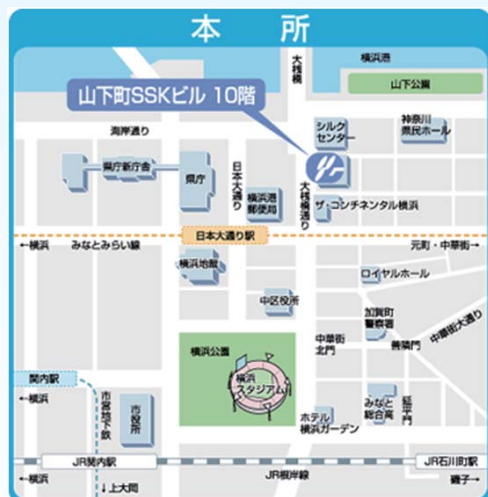 本 所
横浜港
大桟橋
山下公園
山下町SSKビル 10階
海岸通り
シルク
センター
神奈川
県民ホール
県庁新庁舎
県庁
日本大通り
横浜港
郵便局
大桟橋通り
ザ・コンチネンタル横浜
日本大通り駅
←横浜
みなとみらい線
元町・中華街→
横浜地裁
ロイヤルホール
中区役所
加賀町
警察署
中華街
北門
善隣門
中華街大通り
横浜公園
横浜
スタジアム
関内駅
←横浜
市営地下鉄
市役所
ホテル
横浜ガーデン
みなと
総合高
延平門
JR関内駅
JR石川町駅
←横浜
↓上大岡
JR根岸線
磯子→